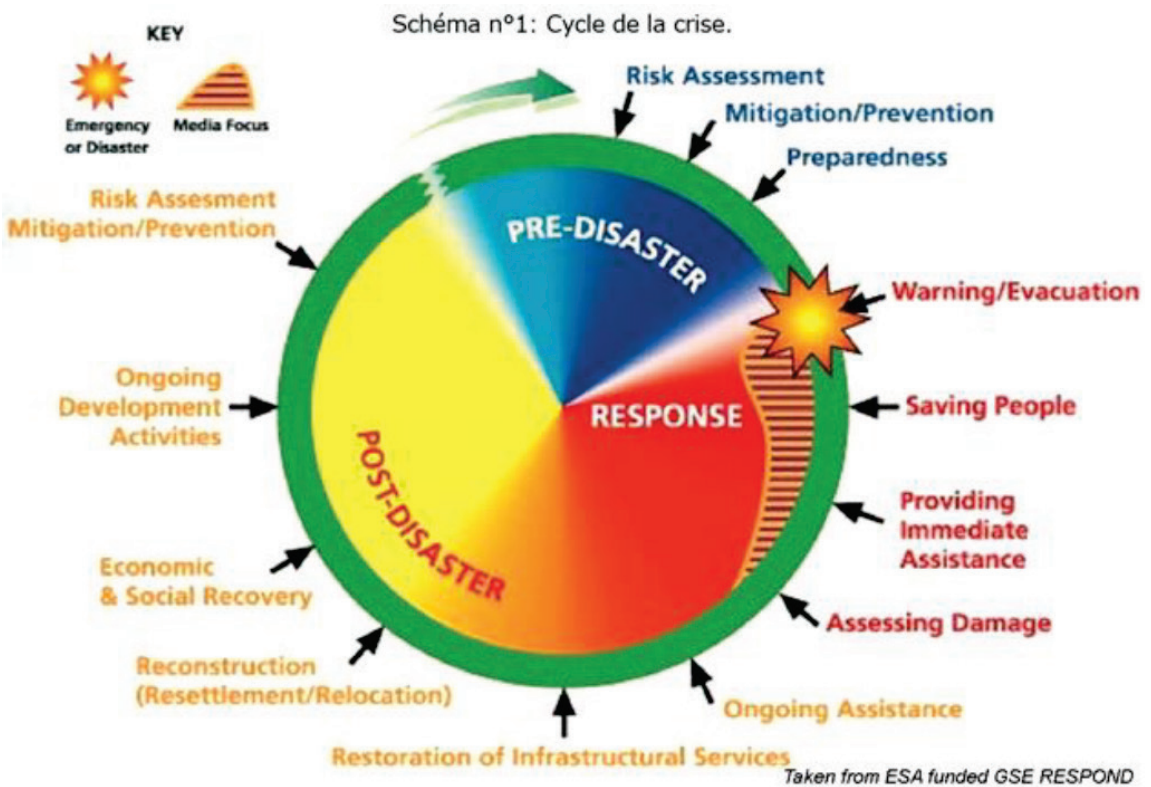 Schéma n°1: Cycle de la crise.
KEY
Emergency
or Disaster
Media Focus
Risk Assessment
Mitigation/Prevention
Preparedness
Warning/Evacuation
Saving People
Providing
Immediate
Assistance
Assessing Damage
Ongoing Assistance
Restoration of Infrastructural Services
Reconstruction
(Resettlement/Relocation)
Economic
& Social Recovery
Ongoing
Development
Activities
Risk Assesment
Mitigation/Prevention
PRE-DISASTER
RESPONSE
POST-DISASTER
Taken from ESA funded GSE RESPOND